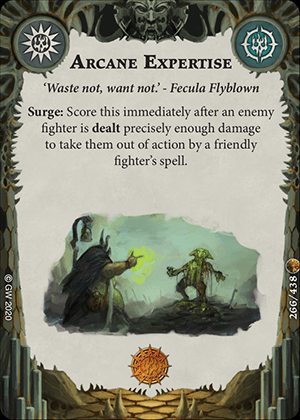 Arcane Expertise
‘Waste not, want not.’ - Fecula Flyblown
Surge: Score this immediately after an enemy
fighter is dealt precisely enough damage
to take them out of action by a friendly
fighter’s spell.
© GW 2020
266/438